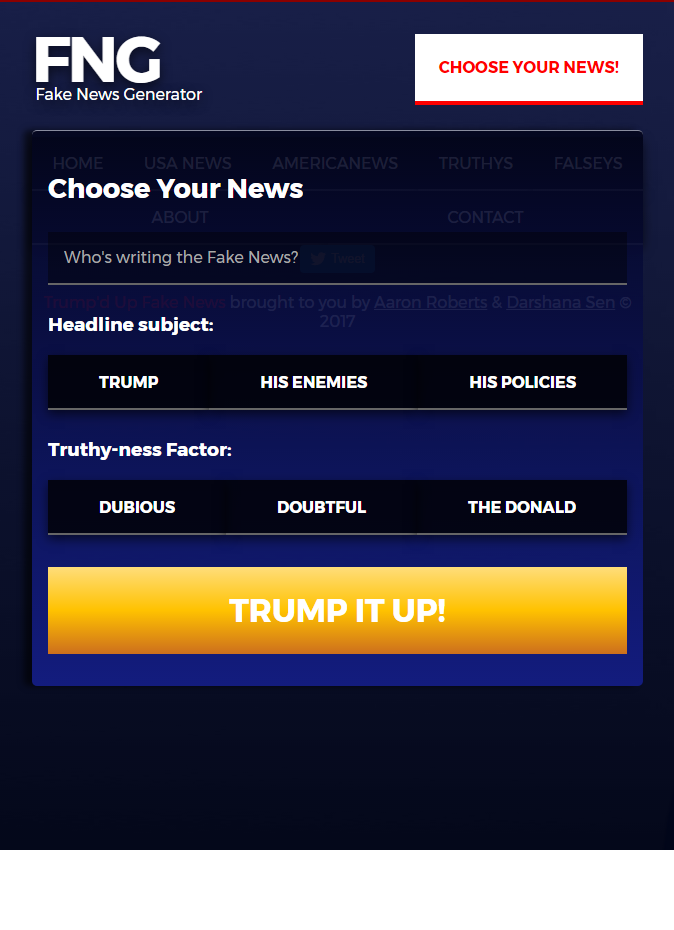 FNG
Fake News Generator
CHOOSE YOUR NEWS!
HOME USA NEWS AMERICANEWS TRUTHYS FALSEYS
Choose Your News
ABOUT CONTACT
Who's writing the Fake News?
Tweet
Trump'd Up Fake News brought to you by Aaron Roberts & Darshana Sen ©
2017
Headline subject:
TRUMP HIS ENEMIES HIS POLICIES
Truthy-ness Factor:
DUBIOUS DOUBTFUL THE DONALD
TRUMP IT UP!